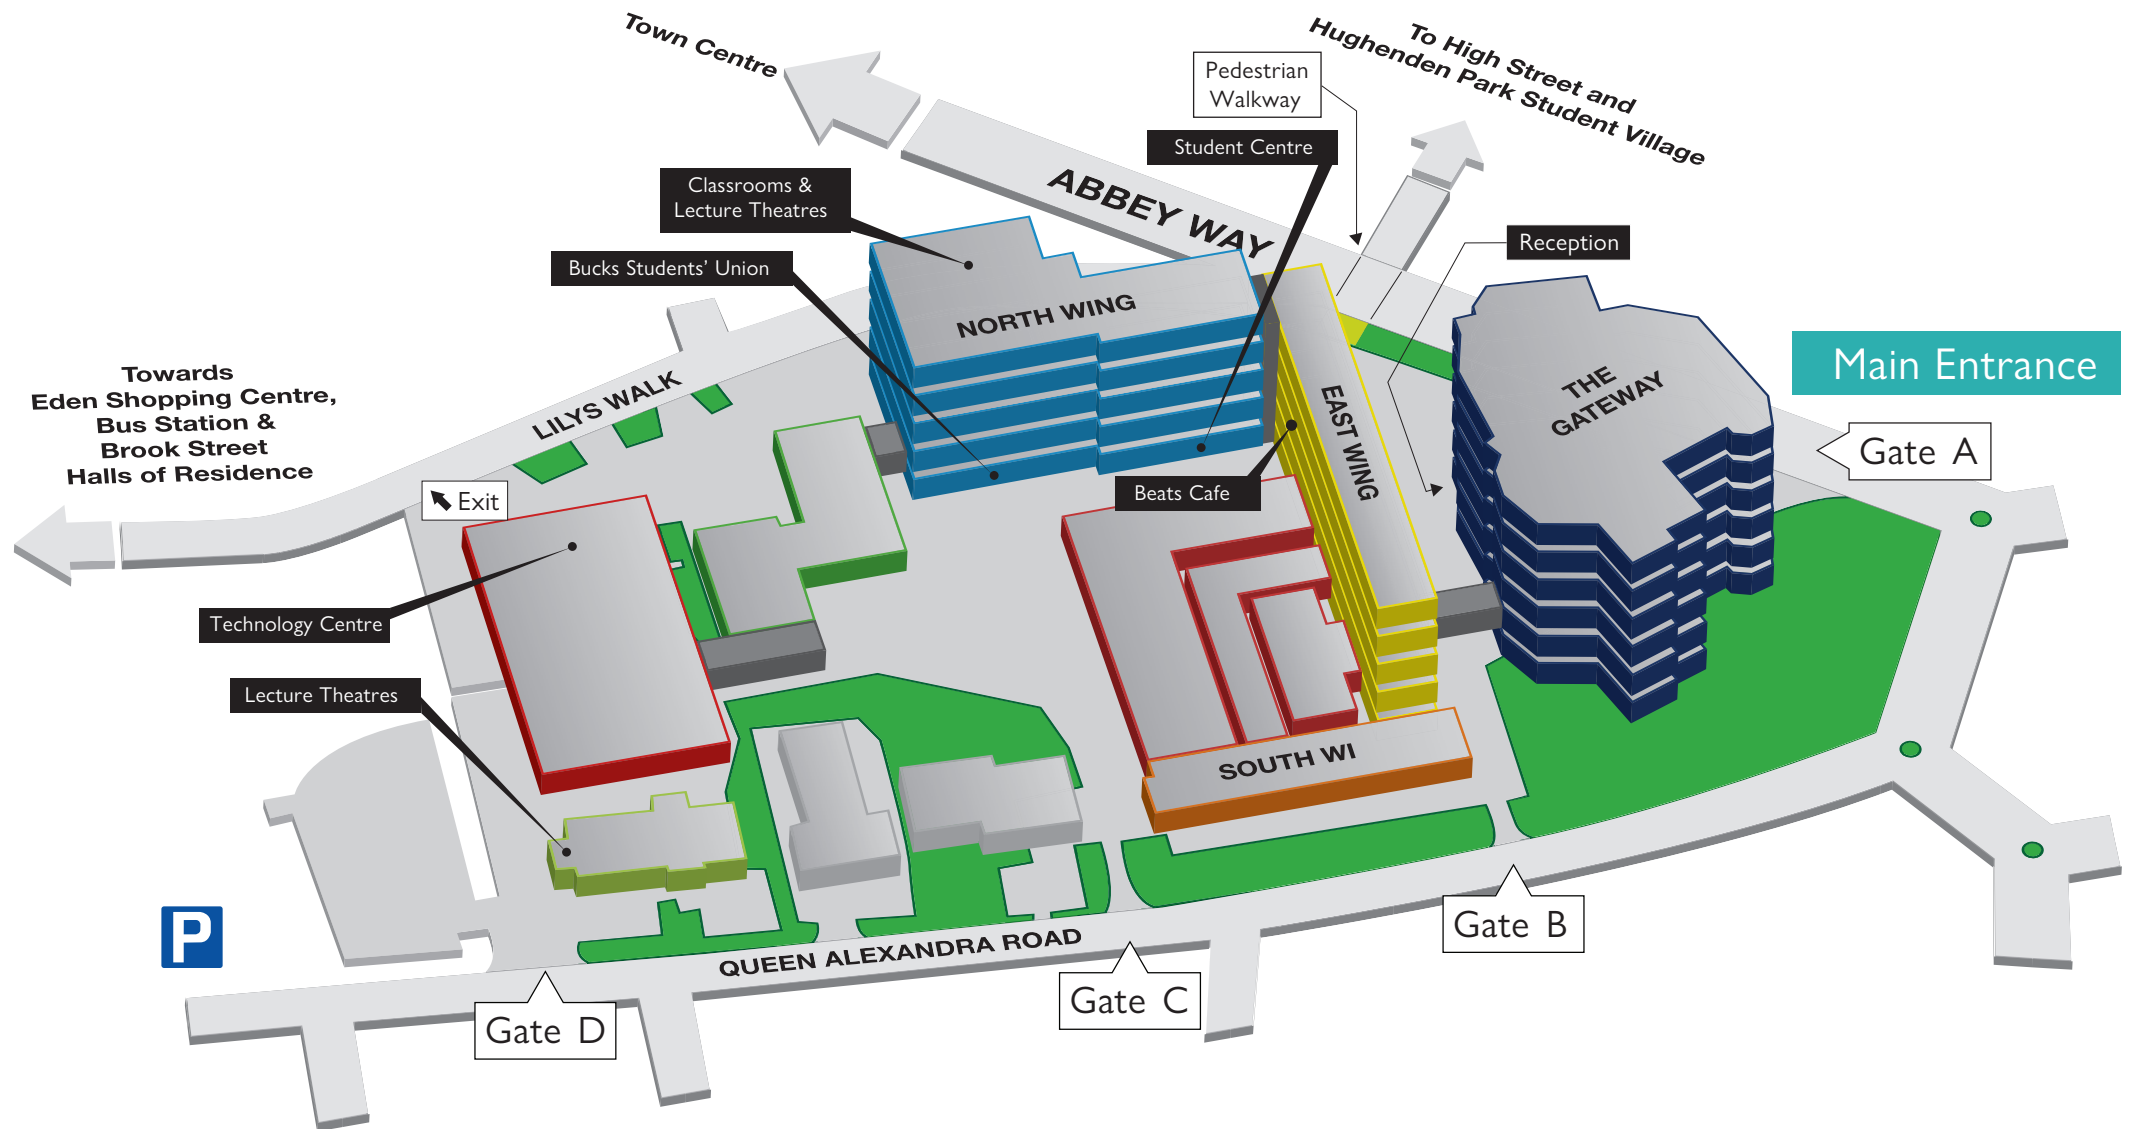 Town Centre
To High Street and
Hughenden Park Student Village
Pedestrian
Walkway
Student Centre
Classrooms &
Lecture Theatres
ABBEY WAY
Reception
Bucks Students’ Union
NORTH WING
Main Entrance
THE
GATEWAY
Towards
Eden Shopping Centre,
Bus Station &
Brook Street
Halls of Residence
LILYS WALK
EAST WING
Gate A
Exit
Beats Cafe
Technology Centre
Lecture Theatres
SOUTH WI
P
QUEEN ALEXANDRA ROAD
Gate B
Gate C
Gate D